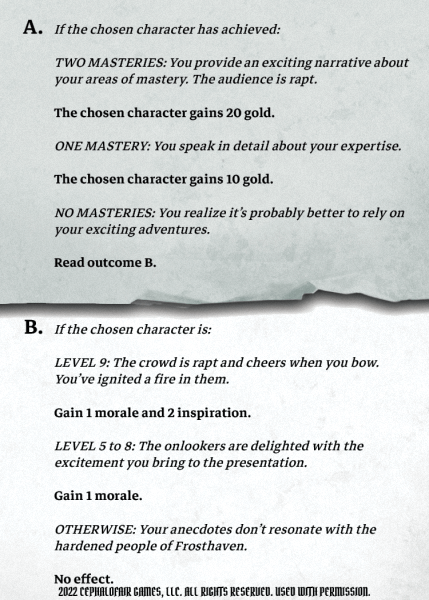 A. If the chosen character has achieved:
TWO MASTERIES: You provide an exciting narrative about
your areas of mastery. The audience is rapt.
The chosen character gains 20 gold.
ONE MASTERY: You speak in detail about your expertise.
The chosen character gains 10 gold.
NO MASTERIES: You realize it's probably better to rely on
your exciting adventures.
Read outcome B.
B. If the chosen character is:
LEVEL 9: The crowd is rapt and cheers when you bow.
You've ignited a fire in them.
Gain 1 morale and 2 inspiration.
LEVEL 5 to 8: The onlookers are delighted with the
excitement you bring to the presentation.
Gain 1 morale.
OTHERWISE: Your anecdotes don't resonate with the
hardened people of Frosthaven.
No effect.
2022 CEPHALOFAIR GAMES, LLC. ALL RIGHTS RESERVED. USED WITH PERMISSION.